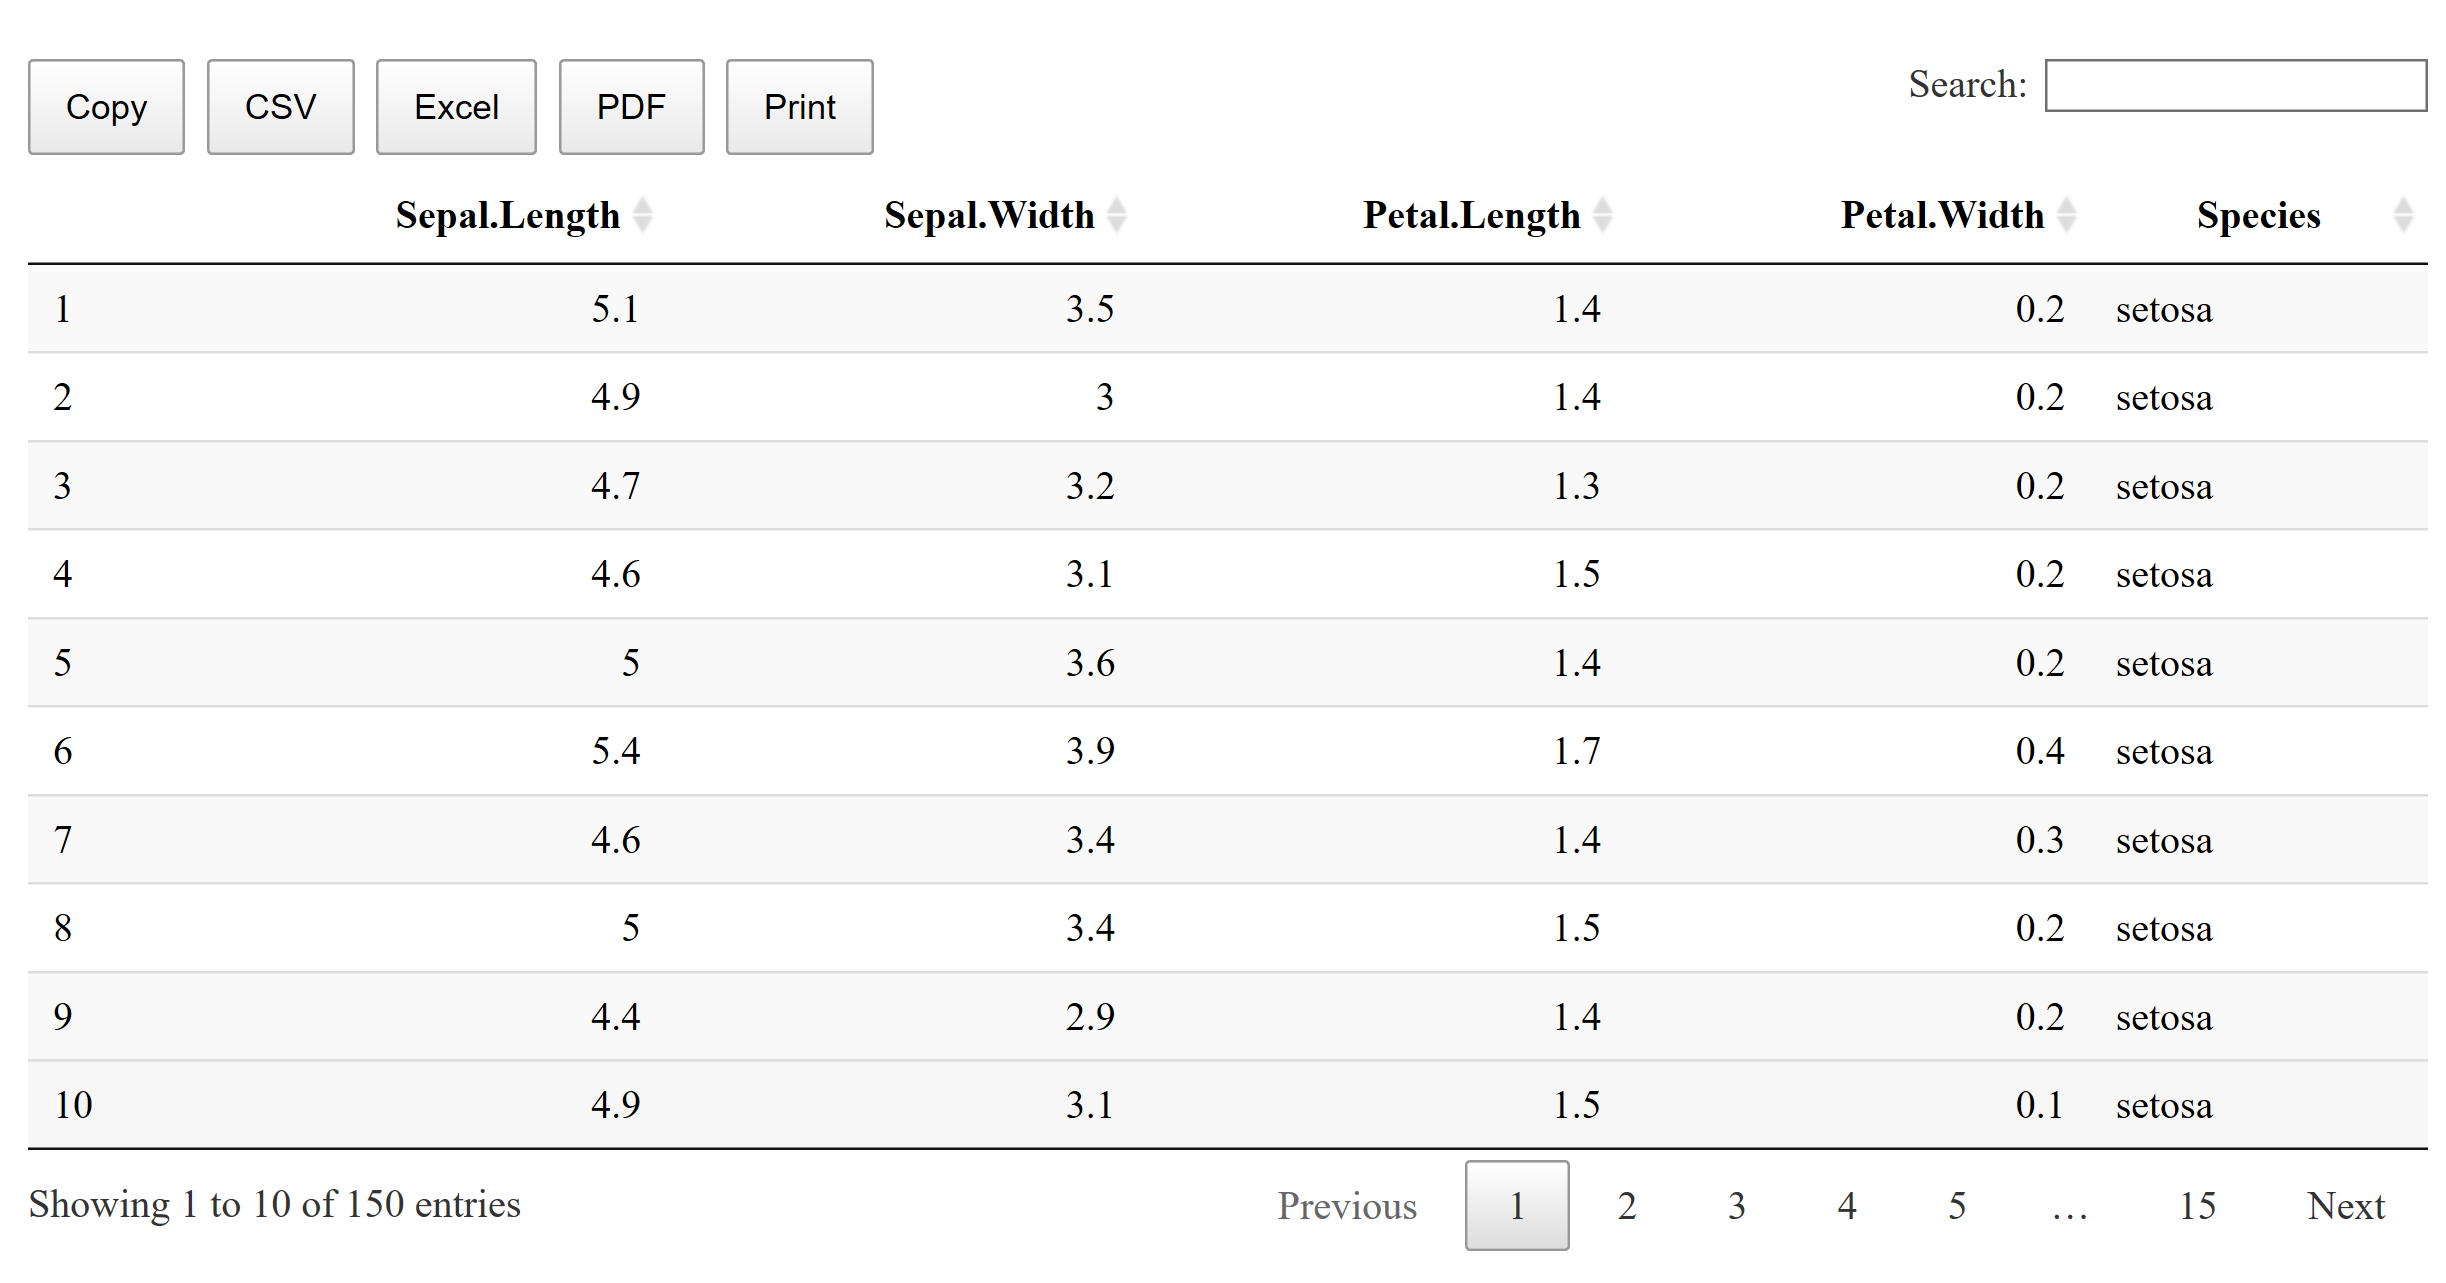 Copy CSV Excel PDF Print Search:
Sepal.Length Sepal.Width Petal.Length Petal.Width Species
1 5.1 3.5 1.4 0.2 setosa
2 4.9 3 1.4 0.2 setosa
3 4.7 3.2 1.3 0.2 setosa
4 4.6 3.1 1.5 0.2 setosa
5 5 3.6 1.4 0.2 setosa
6 5.4 3.9 1.7 0.4 setosa
7 4.6 3.4 1.4 0.3 setosa
8 5 3.4 1.5 0.2 setosa
9 4.4 2.9 1.4 0.2 setosa
10 4.9 3.1 1.5 0.1 setosa
Showing 1 to 10 of 150 entries Previous 1 2 3 4 5 … 15 Next